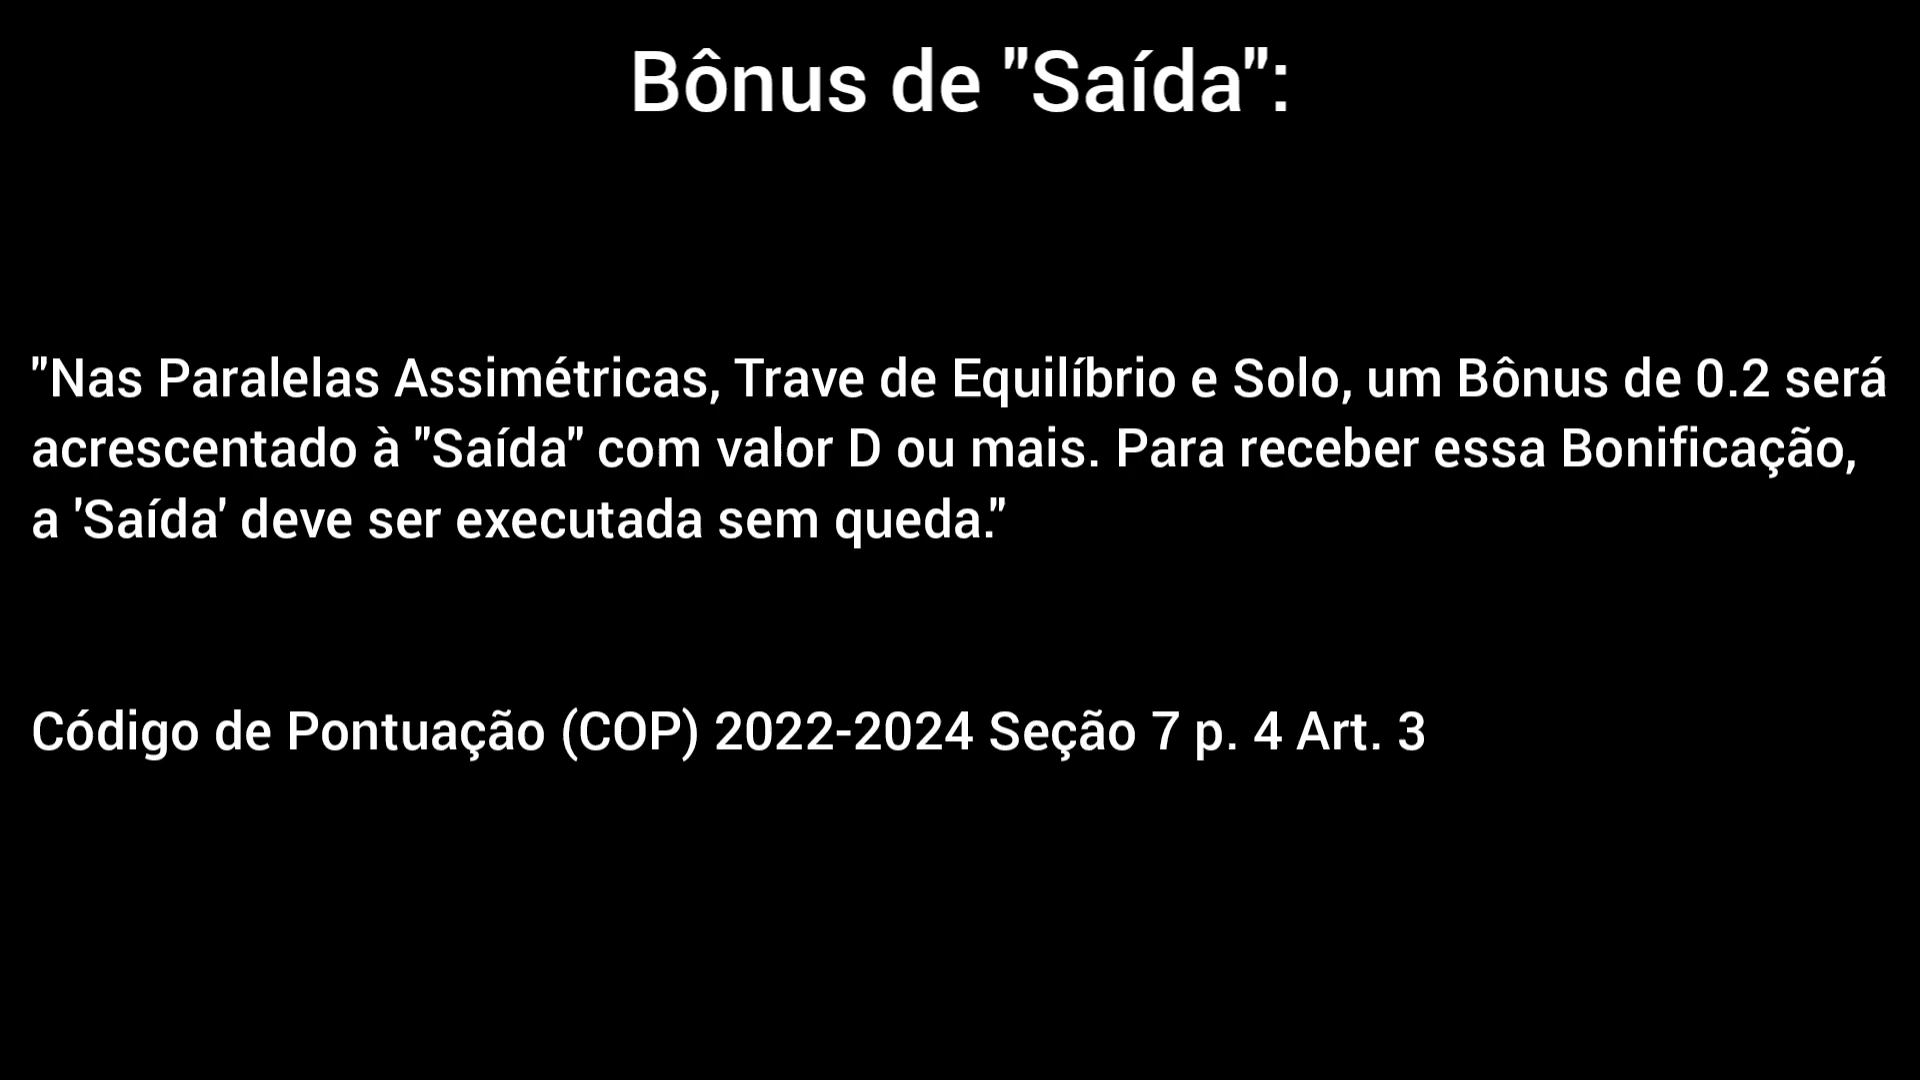 Bônus de "Saída":
"Nas Paralelas Assimétricas, Trave de Equilíbrio e Solo, um Bônus de 0.2 será
acrescentado à "Saída" com valor D ou mais. Para receber essa Bonificação,
a 'Saída' deve ser executada sem queda."
Código de Pontuação (COP) 2022-2024 Seção 7 p. 4 Art. 3